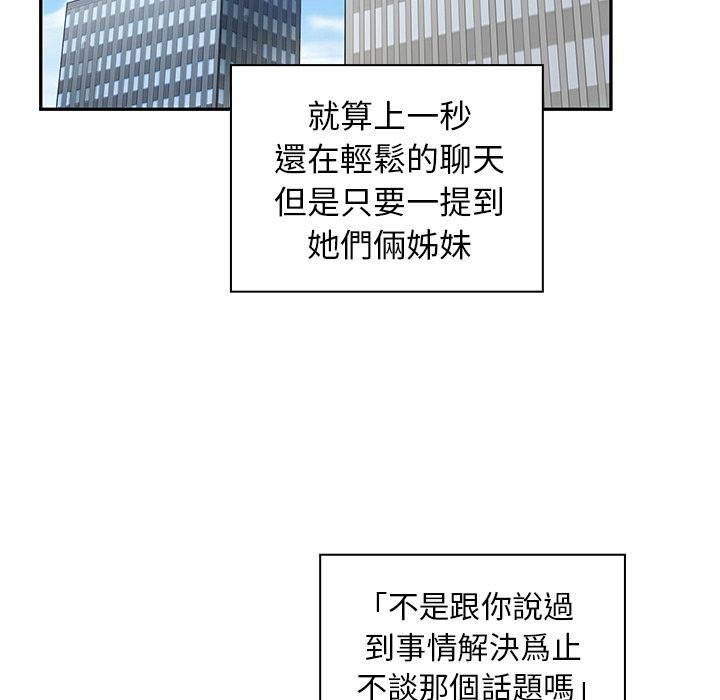 就算上一秒
還在輕鬆的聊天
但是只要一提到
她們倆姊妹
「不是跟你說過
到事情解決爲止
不談那個話題嗎」